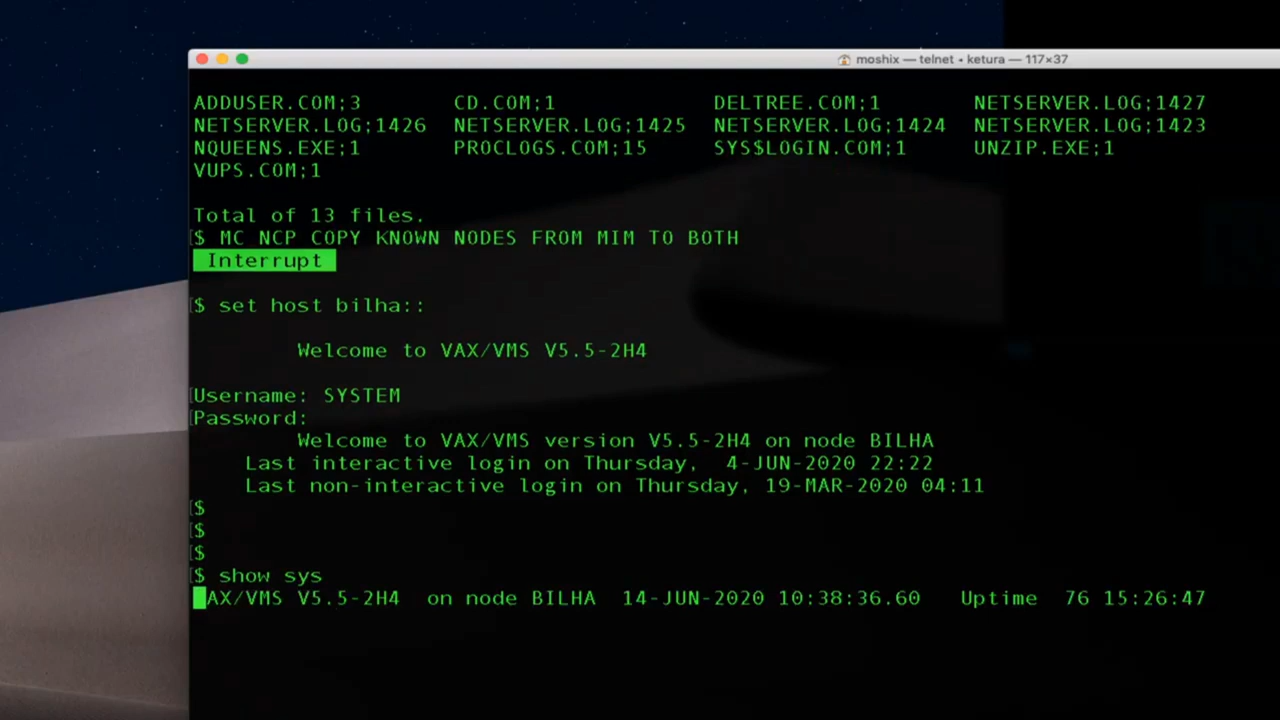 moshix — telnet • ketura — 117×37
ADDUSER.COM;3 CD.COM;1 DELTREE.COM;1 NETSERVER.LOG;1427
NETSERVER.LOG;1426 NETSERVER.LOG;1425 NETSERVER.LOG;1424 NETSERVER.LOG;1423
NQUEENS.EXE;1 PROCLOGS.COM;15 SYS$LOGIN.COM;1 UNZIP.EXE;1
VUPS.COM;1
Total of 13 files.
[$ MC NCP COPY KNOWN NODES FROM MIM TO BOTH
Interrupt
[$ set host bilha::
Welcome to VAX/VMS V5.5-2H4
[Username: SYSTEM
[Password:
Welcome to VAX/VMS version V5.5-2H4 on node BILHA
Last interactive login on Thursday, 4-JUN-2020 22:22
Last non-interactive login on Thursday, 19-MAR-2020 04:11
[$
[$
[$
[$ show sys
AX/VMS V5.5-2H4 on node BILHA 14-JUN-2020 10:38:36.60 Uptime 76 15:26:47